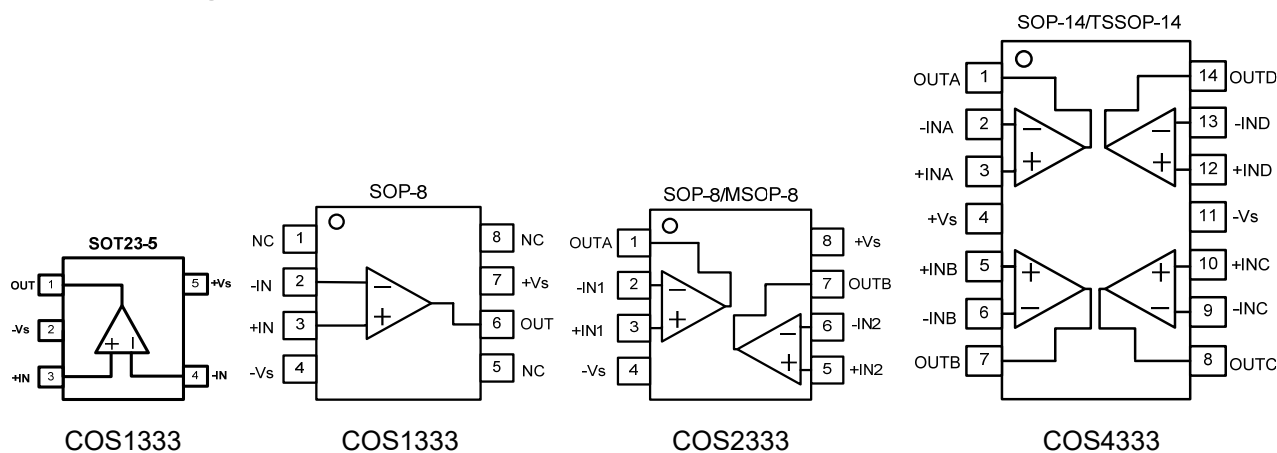 SOT23-5
OUT 1
5 +Vs
-Vs 2
+IN 3
4 -IN
+
−
COS1333
SOP-8
NC 1
8 NC
-IN 2
7 +Vs
+IN 3
6 OUT
-Vs 4
5 NC
−
+
COS1333
SOP-8/MSOP-8
OUTA 1
8 +Vs
-IN1 2
7 OUTB
+IN1 3
6 -IN2
-Vs 4
5 +IN2
−
+
−
+
COS2333
SOP-14/TSSOP-14
OUTA 1
14 OUTD
-INA 2
13 -IND
+INA 3
12 +IND
+Vs 4
11 -Vs
+INB 5
10 +INC
-INB 6
9 -INC
OUTB 7
8 OUTC
−
+
−
+
+
−
+
−
COS4333